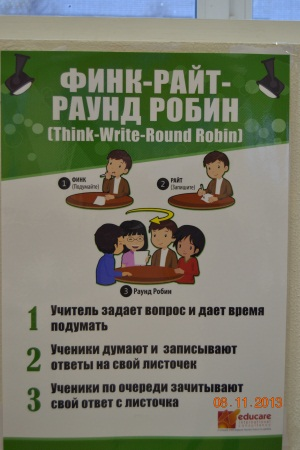 ФИНК-РАЙТ-
РАУНД РОБИН
(Think-Write-Round Robin)
1 ФИНК
(Подумайте)
2 РАЙТ
(Запишите)
3 Раунд Робин
1 Учитель задает вопрос и дает время
подумать
2 Ученики думают и записывают
ответы на свой листочек
3 Ученики по очереди зачитывают
свой ответ с листочка
08.11.2013
educare